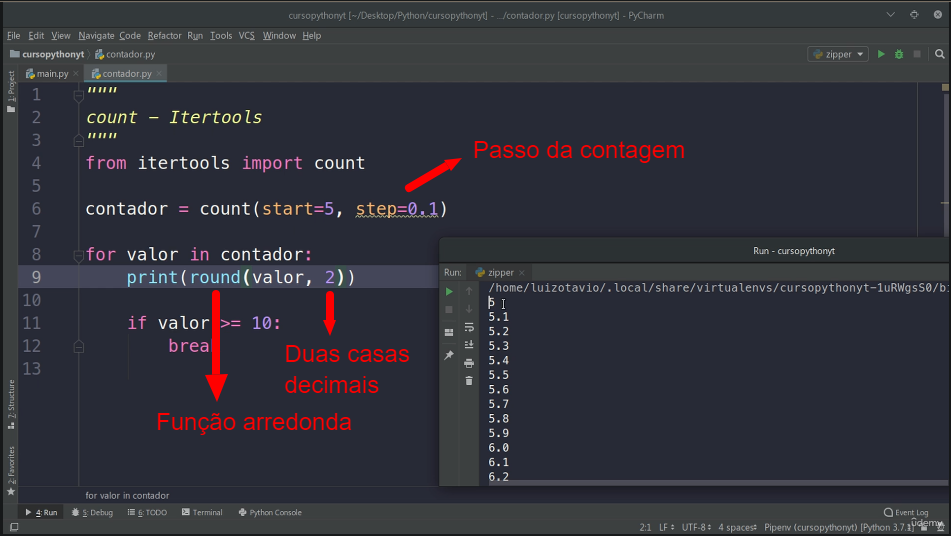 cursopythonyt [~/Desktop/Python/cursopythonyt] - .../contador.py [cursopythonyt] - PyCharm
File Edit View Navigate Code Refactor Run Tools VCS Window Help
cursopythonyt contador.py zipper
main.py contador.py
1: Project
1 """
2 count - Itertools
3 """
4 from itertools import count
5
6 contador = count(start=5, step=0.1)
7
8 for valor in contador:
9 print(round(valor, 2))
10
11 if valor >= 10:
12 break
13
Passo da contagem
Duas casas
decimais
Função arredonda
Run - cursopythonyt
Run: zipper
/home/luizotavio/.local/share/virtualenvs/cursopythonyt-1uRWgsS0/bi
5
5.1
5.2
5.3
5.4
5.5
5.6
5.7
5.8
5.9
6.0
6.1
6.2
7: Structure
2: Favorites
for valor in contador
4: Run 5: Debug 6: TODO Terminal Python Console Event Log
2:1 LF UTF-8 4 spaces Pipenv (cursopythonyt) [Python 3.7.1]
udemy